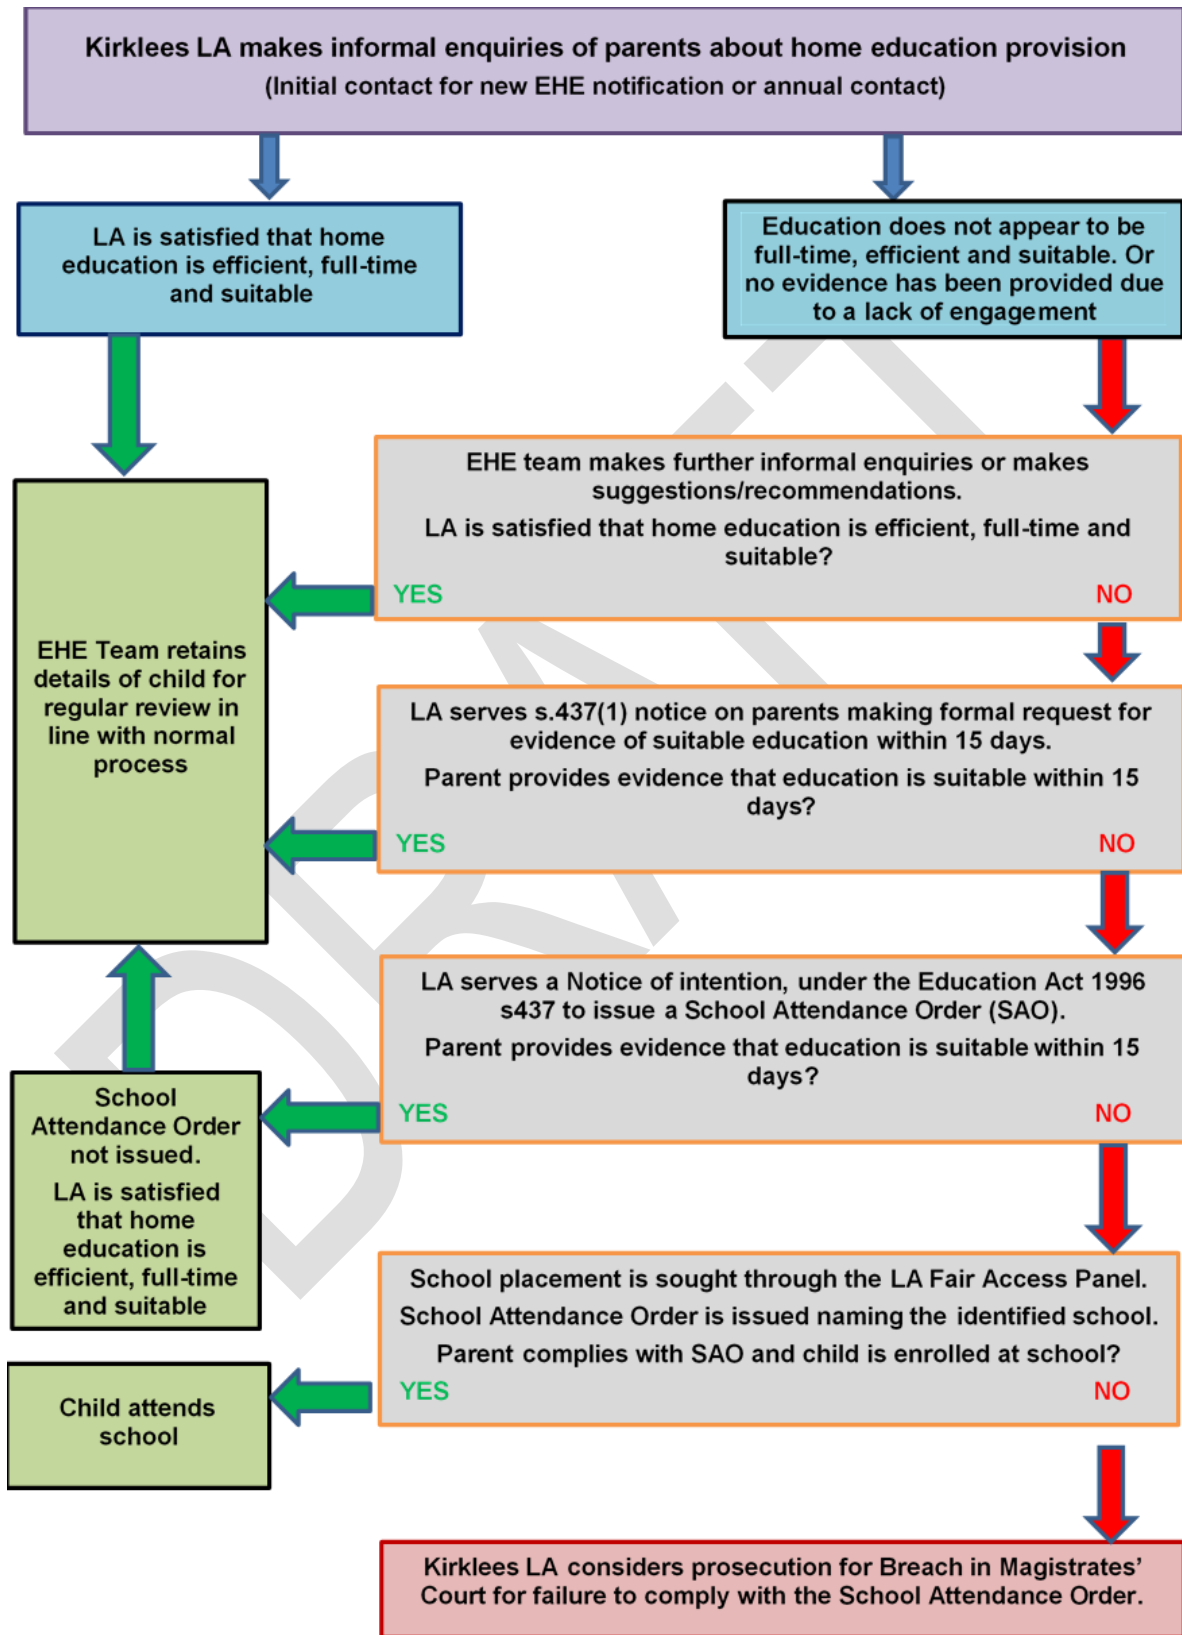 Kirklees LA makes informal enquiries of parents about home education provision
(Initial contact for new EHE notification or annual contact)
LA is satisfied that home
education is efficient, full-time
and suitable
Education does not appear to be
full-time, efficient and suitable. Or
no evidence has been provided due
to a lack of engagement
EHE team makes further informal enquiries or makes
suggestions/recommendations.
LA is satisfied that home education is efficient, full-time and
suitable?
YES
NO
EHE Team retains
details of child for
regular review in
line with normal
process
LA serves s.437(1) notice on parents making formal request for
evidence of suitable education within 15 days.
Parent provides evidence that education is suitable within 15
days?
YES
NO
LA serves a Notice of intention, under the Education Act 1996
s437 to issue a School Attendance Order (SAO).
Parent provides evidence that education is suitable within 15
days?
YES
NO
School
Attendance Order
not issued.
LA is satisfied
that home
education is
efficient, full-time
and suitable
School placement is sought through the LA Fair Access Panel.
School Attendance Order is issued naming the identified school.
Parent complies with SAO and child is enrolled at school?
YES
NO
Child attends
school
Kirklees LA considers prosecution for Breach in Magistrates’
Court for failure to comply with the School Attendance Order.
DRAFT